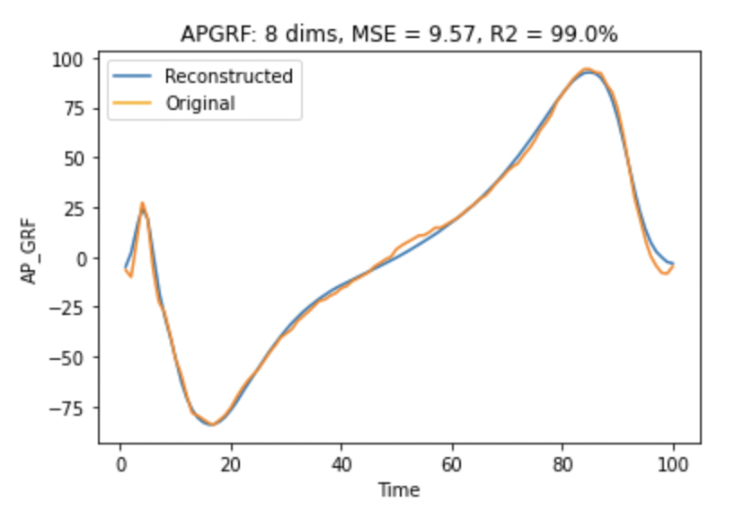 APGRF: 8 dims, MSE = 9.57, R2 = 99.0%
Reconstructed
Original
100
75
50
25
0
−25
−50
−75
AP_GRF
0 20 40 60 80 100
Time